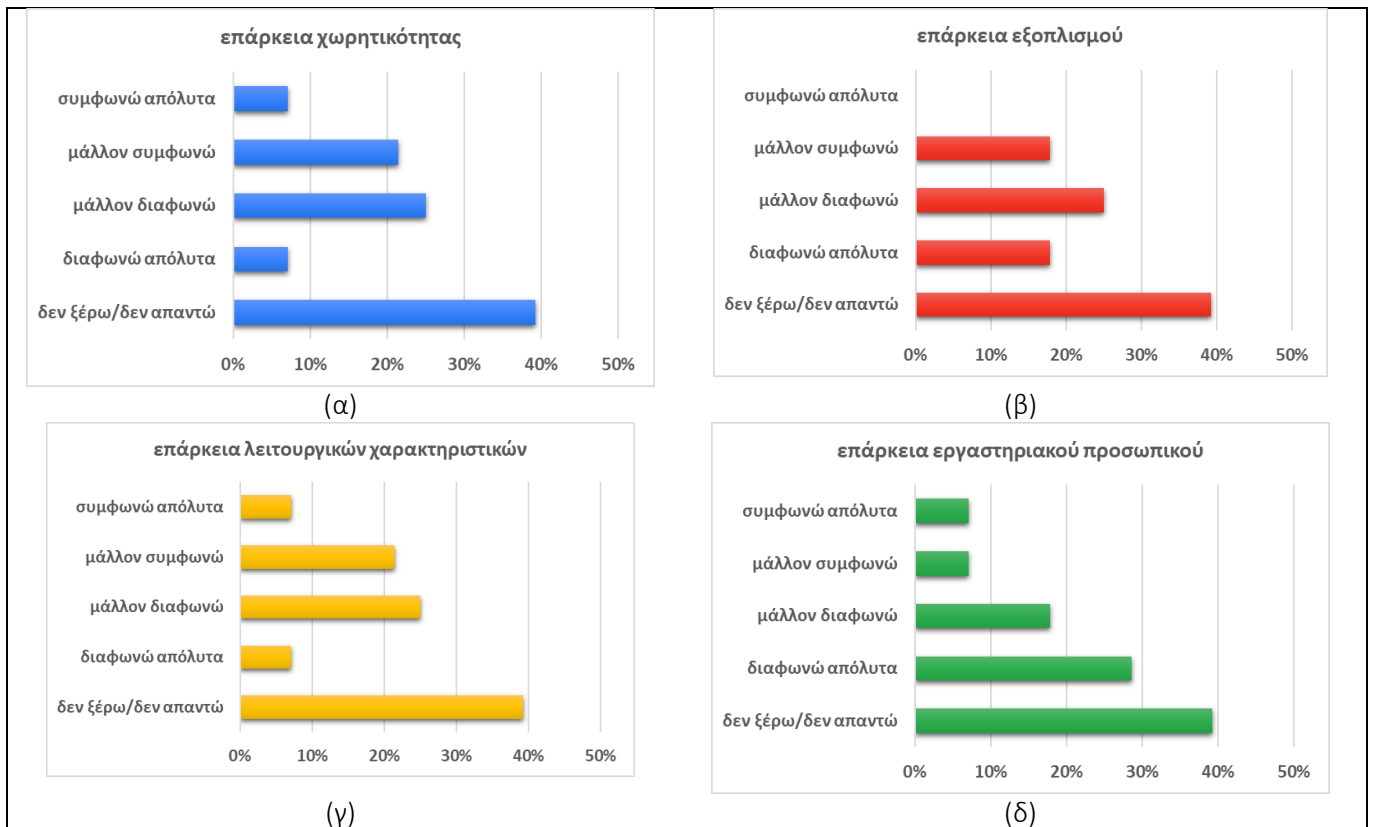 επάρκεια χωρητικότητας
συμφωνώ απόλυτα
μάλλον συμφωνώ
μάλλον διαφωνώ
διαφωνώ απόλυτα
δεν ξέρω/δεν απαντώ
0% 10% 20% 30% 40% 50%
(α)
επάρκεια εξοπλισμού
συμφωνώ απόλυτα
μάλλον συμφωνώ
μάλλον διαφωνώ
διαφωνώ απόλυτα
δεν ξέρω/δεν απαντώ
0% 10% 20% 30% 40% 50%
(β)
επάρκεια λειτουργικών χαρακτηριστικών
συμφωνώ απόλυτα
μάλλον συμφωνώ
μάλλον διαφωνώ
διαφωνώ απόλυτα
δεν ξέρω/δεν απαντώ
0% 10% 20% 30% 40% 50%
(γ)
επάρκεια εργαστηριακού προσωπικού
συμφωνώ απόλυτα
μάλλον συμφωνώ
μάλλον διαφωνώ
διαφωνώ απόλυτα
δεν ξέρω/δεν απαντώ
0% 10% 20% 30% 40% 50%
(δ)